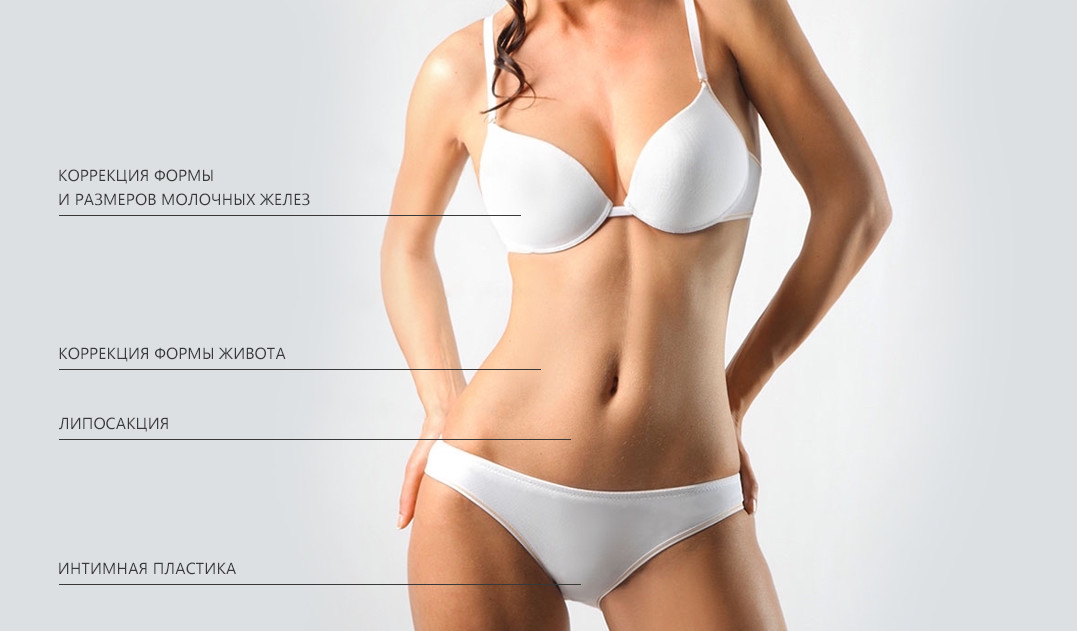 КОРРЕКЦИЯ ФОРМЫ
И РАЗМЕРОВ МОЛОЧНЫХ ЖЕЛЕЗ
КОРРЕКЦИЯ ФОРМЫ ЖИВОТА
ЛИПОСАКЦИЯ
ИНТИМНАЯ ПЛАСТИКА